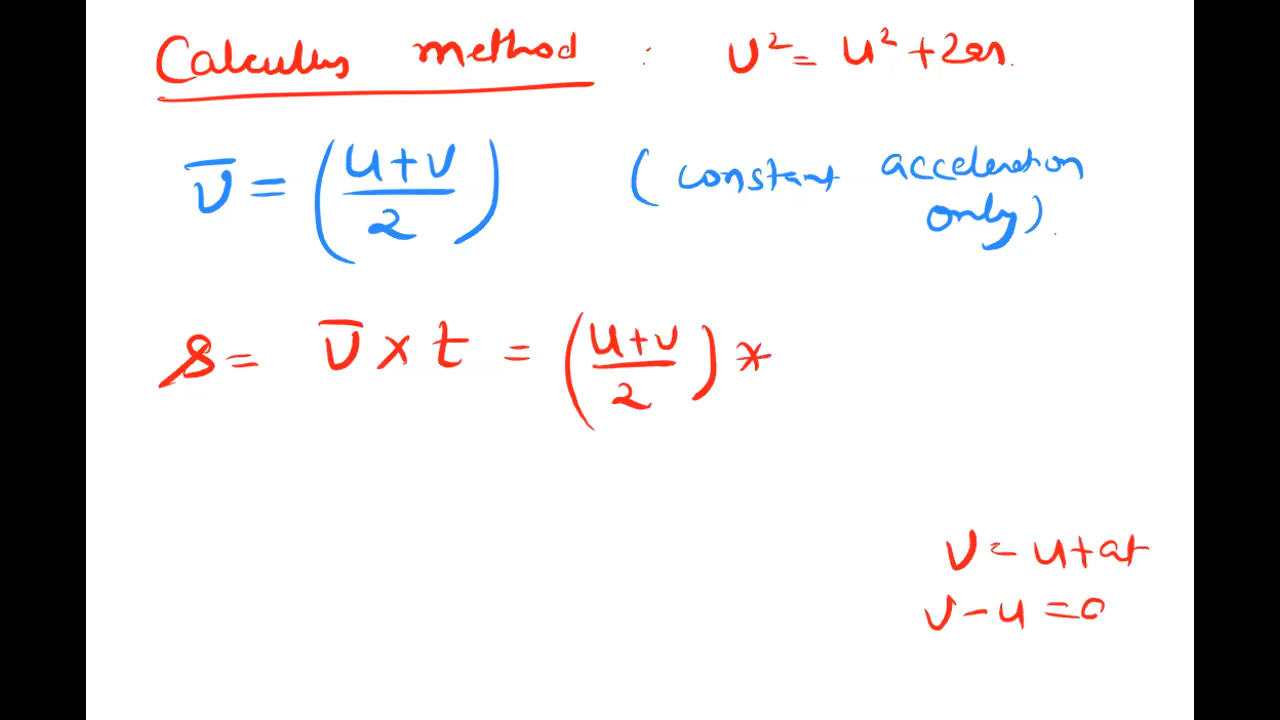 Calculus method : v² = u² + 2as.
v̄ = (u+v / 2) (constant acceleration
only).
s = v̄ × t = (u+v / 2) *
v = u+at
v - u = a